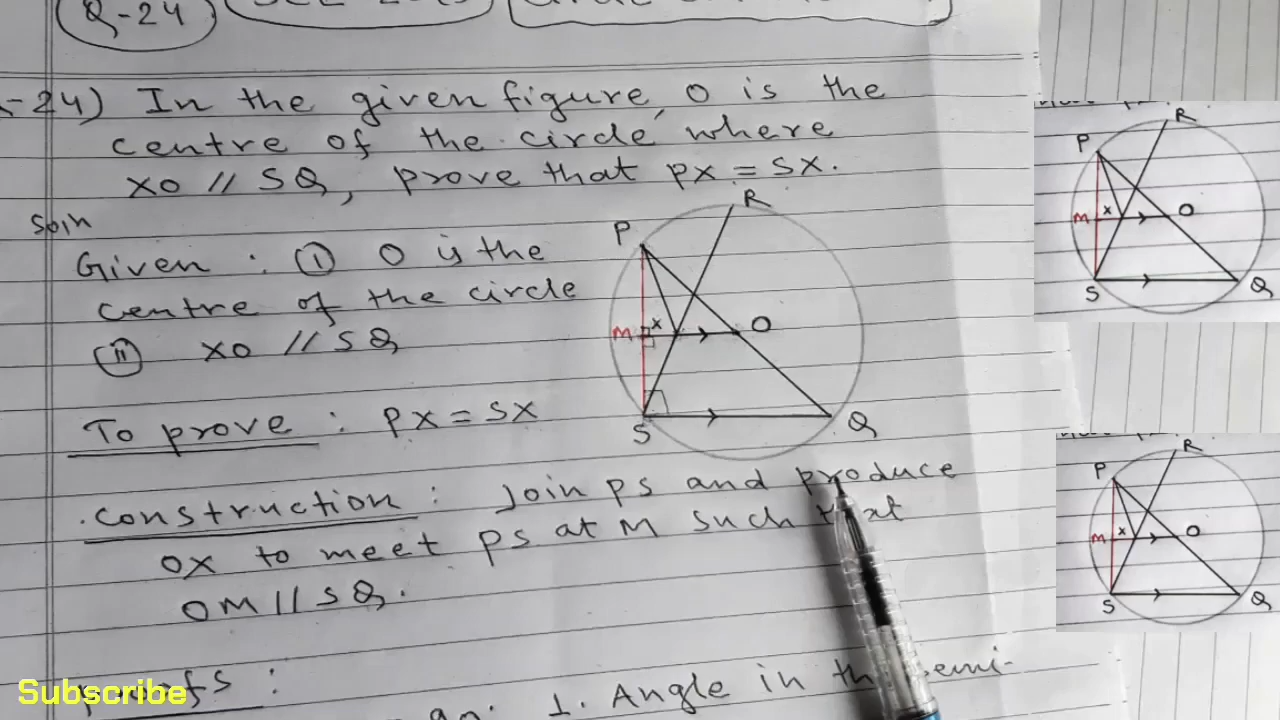 Q-24
-24) In the given figure, O is the
centre of the circle where
XO // SQ, prove that PX = SX.
Soln
Given : (i) O is the
centre of the circle
(ii) XO // SQ
To prove : PX = SX
Construction : Join PS and produce
OX to meet PS at M such that
OM // SQ.
Proofs :
1. Angle in the semi-
P
R
M
X
O
S
Q
P
R
M
X
O
S
Q
P
R
M
X
O
S
Q
Subscribe